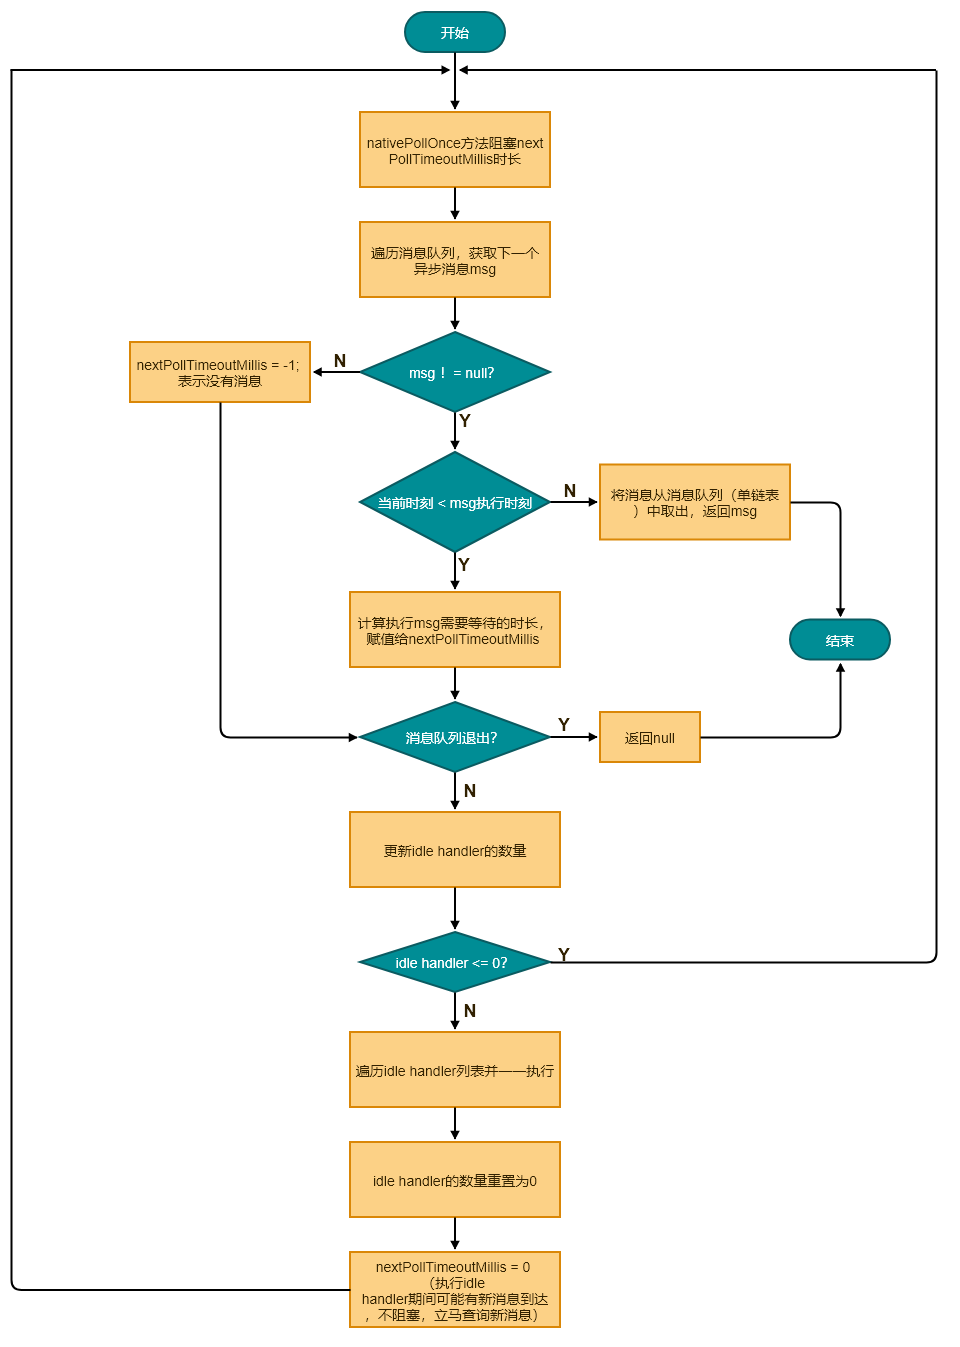 开始
nativePollOnce方法阻塞next
PollTimeoutMillis时长
遍历消息队列，获取下一个
异步消息msg
msg ！ = null?
N
nextPollTimeoutMillis = -1;
表示没有消息
Y
当前时刻 < msg执行时刻
N
将消息从消息队列（单链表
）中取出，返回msg
Y
计算执行msg需要等待的时长，
赋值给nextPollTimeoutMillis
结束
消息队列退出?
Y
返回null
N
更新idle handler的数量
idle handler <= 0?
Y
N
遍历idle handler列表并一一执行
idle handler的数量重置为0
nextPollTimeoutMillis = 0
（执行idle
handler期间可能有新消息到达
，不阻塞，立马查询新消息）